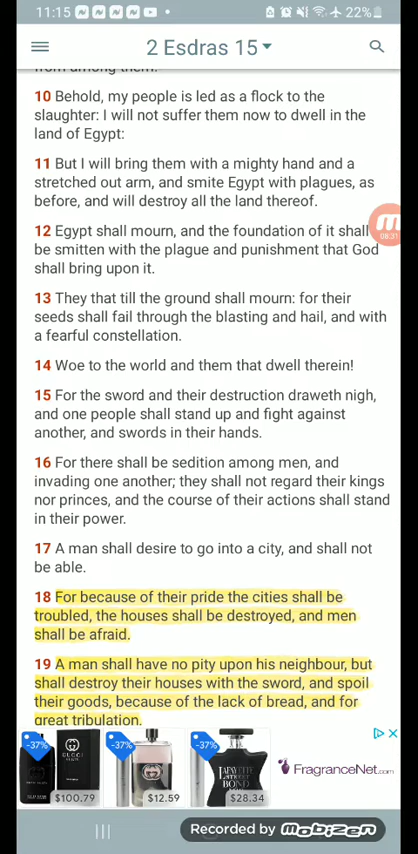 11:15
22%
2 Esdras 15
from among them.
10 Behold, my people is led as a flock to the
slaughter: I will not suffer them now to dwell in the
land of Egypt:
11 But I will bring them with a mighty hand and a
stretched out arm, and smite Egypt with plagues, as
before, and will destroy all the land thereof.
12 Egypt shall mourn, and the foundation of it shall
be smitten with the plague and punishment that God
shall bring upon it.
08:31
13 They that till the ground shall mourn: for their
seeds shall fail through the blasting and hail, and with
a fearful constellation.
14 Woe to the world and them that dwell therein!
15 For the sword and their destruction draweth nigh,
and one people shall stand up and fight against
another, and swords in their hands.
16 For there shall be sedition among men, and
invading one another; they shall not regard their kings
nor princes, and the course of their actions shall stand
in their power.
17 A man shall desire to go into a city, and shall not
be able.
18 For because of their pride the cities shall be
troubled, the houses shall be destroyed, and men
shall be afraid.
19 A man shall have no pity upon his neighbour, but
shall destroy their houses with the sword, and spoil
their goods, because of the lack of bread, and for
great tribulation.
-37% -37% -37%
GUCCI
LAFAYETTE
BOND
FragranceNet.com
$100.79 $12.59 $28.34
Recorded by mobizen